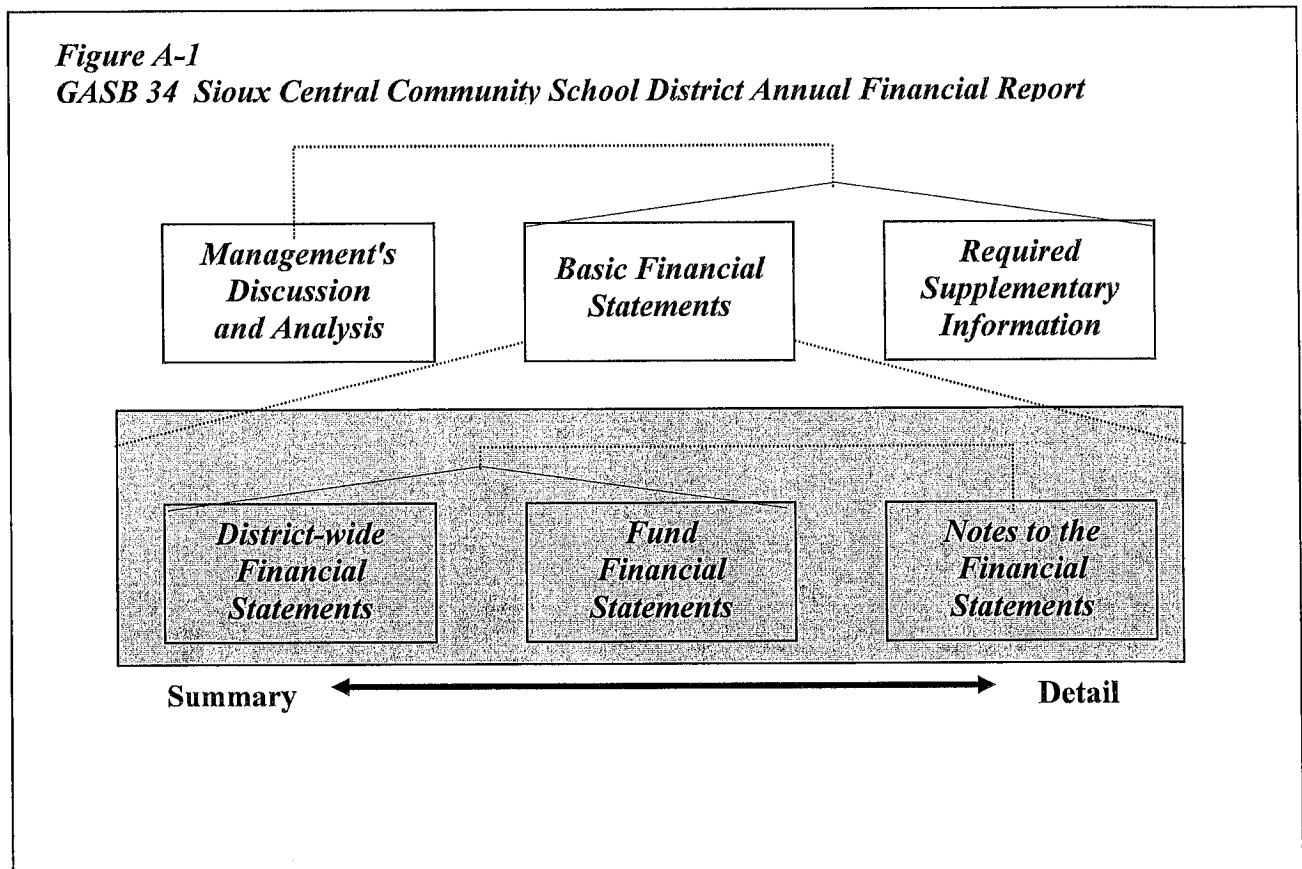 Figure A-1
GASB 34 Sioux Central Community School District Annual Financial Report
Management's
Discussion
and Analysis
Basic Financial
Statements
Required
Supplementary
Information
District-wide
Financial
Statements
Fund
Financial
Statements
Notes to the
Financial
Statements
Summary
Detail